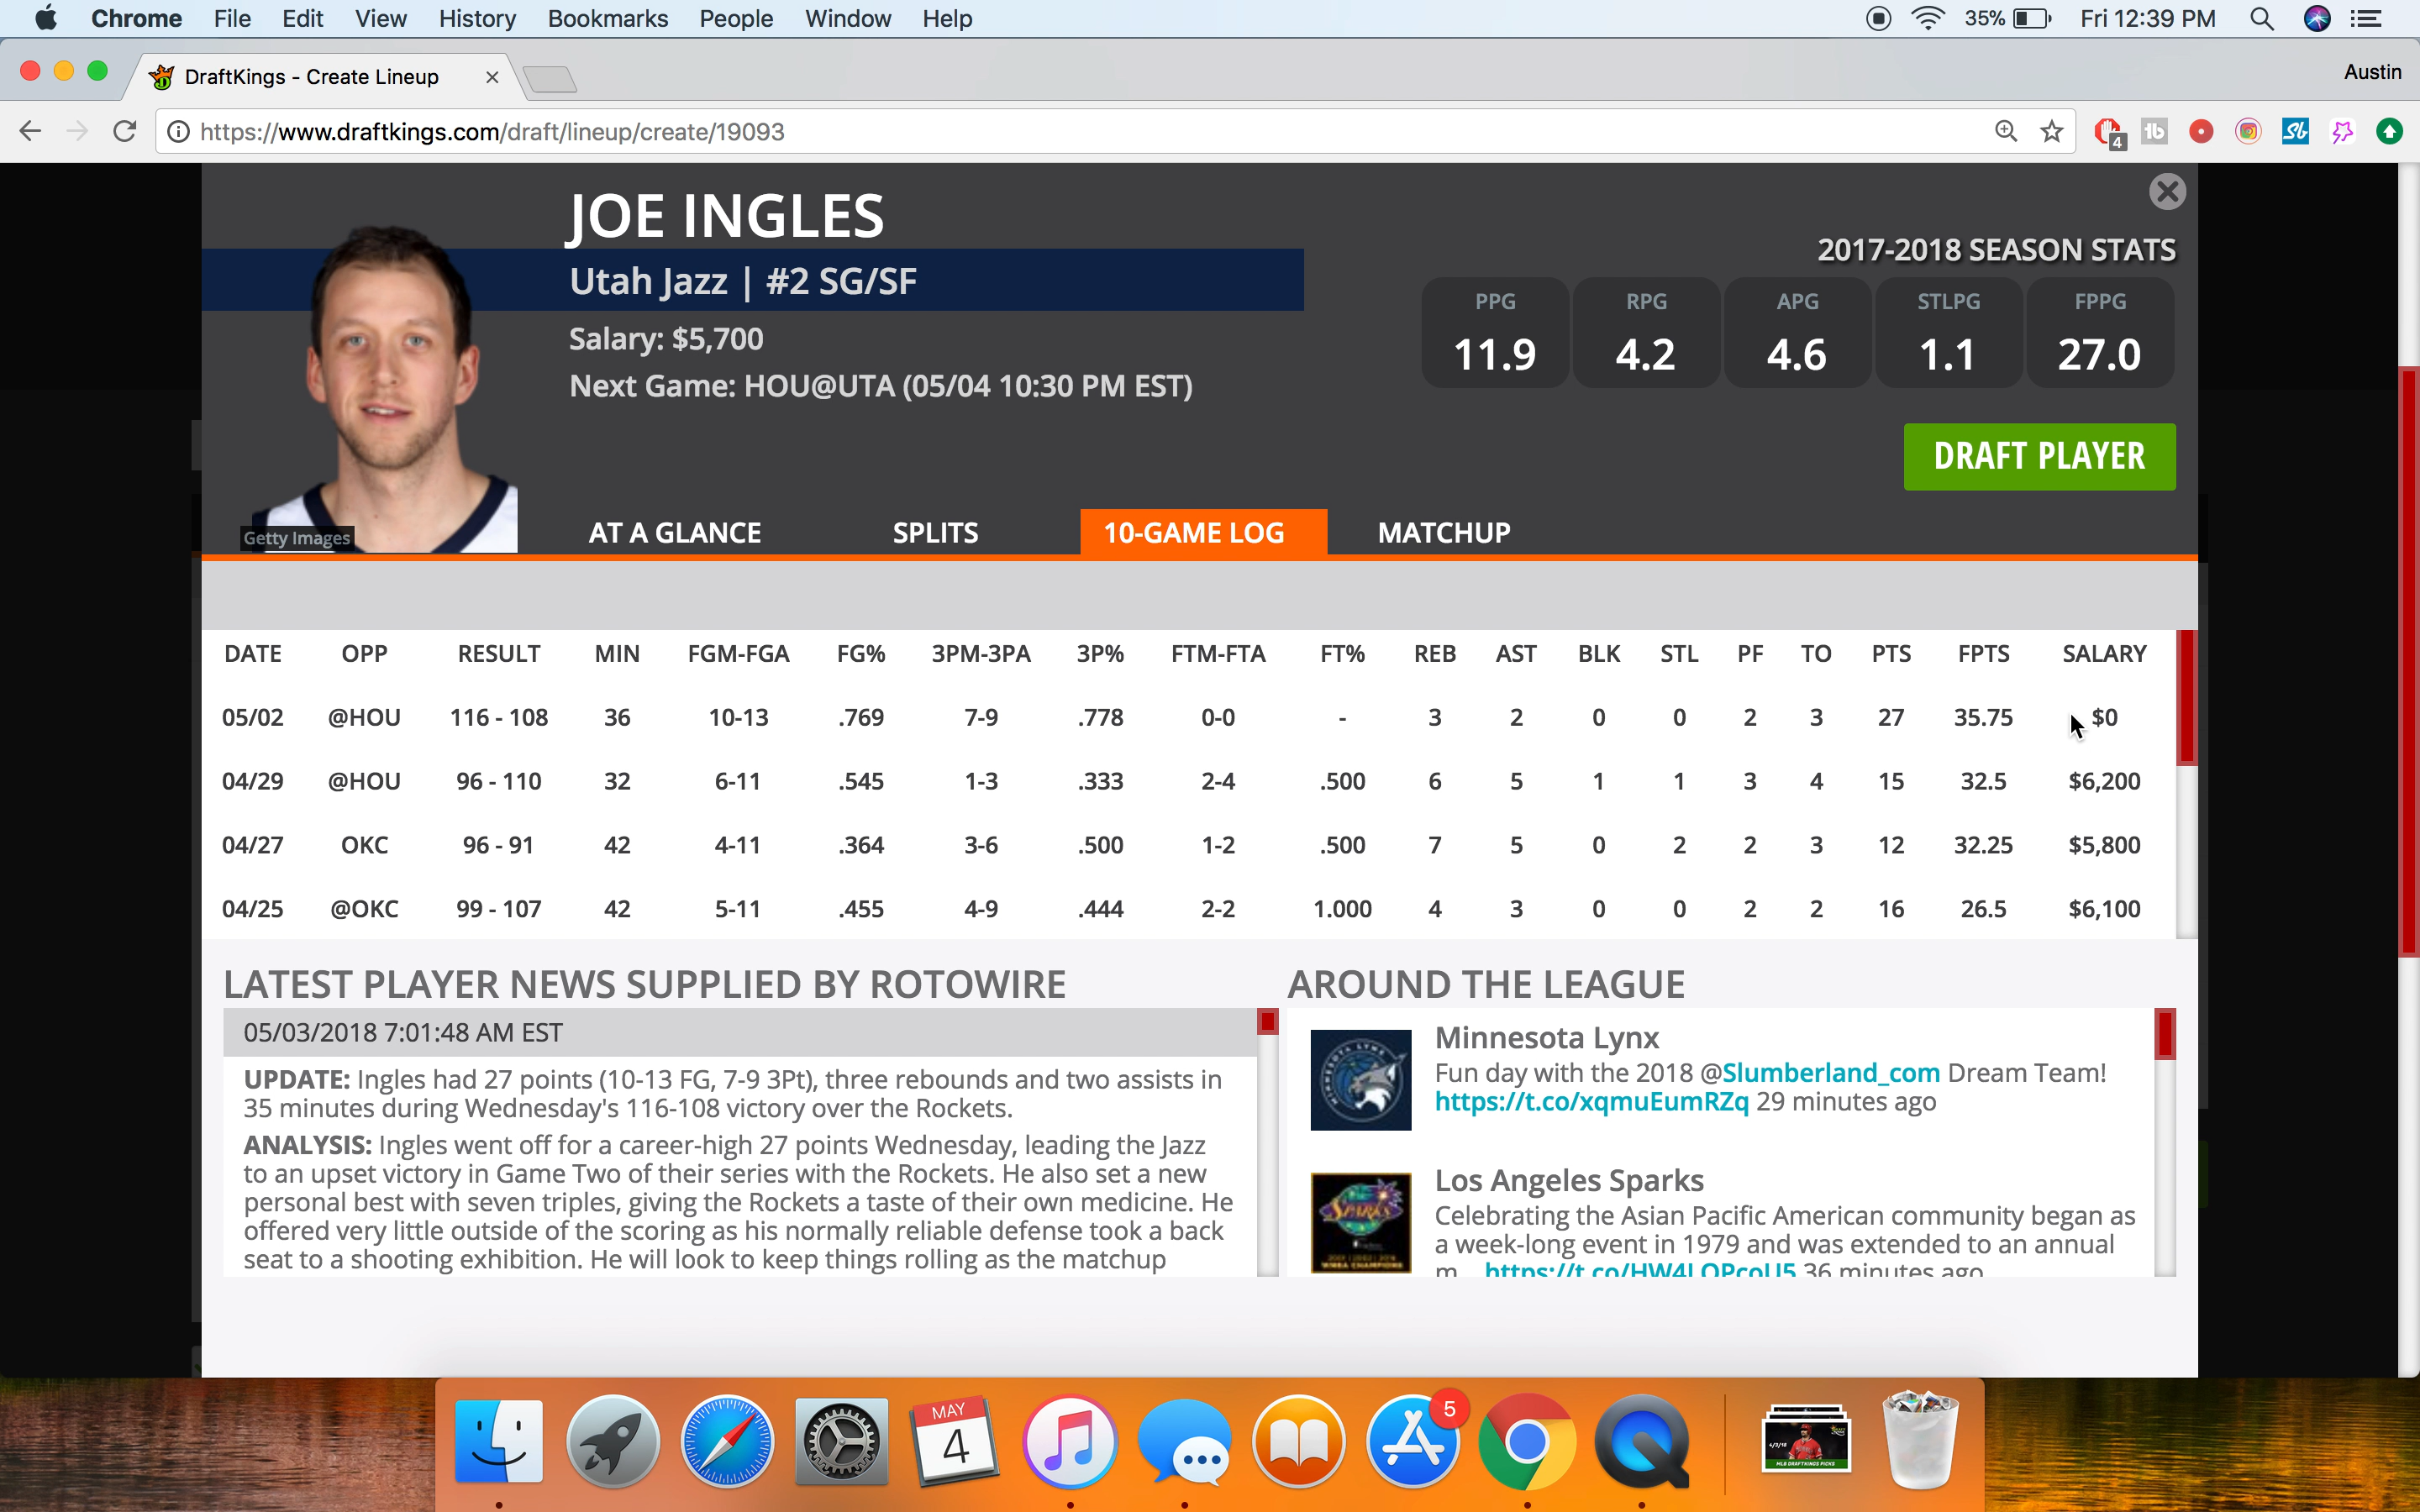 Chrome File Edit View History Bookmarks People Window Help 35% Fri 12:39 PM
DraftKings - Create Lineup Austin
https://www.draftkings.com/draft/lineup/create/19093 4
JOE INGLES
Utah Jazz | #2 SG/SF
Salary: $5,700
Next Game: HOU@UTA (05/04 10:30 PM EST)
Getty Images
2017-2018 SEASON STATS
PPG RPG APG STLPG FPPG
11.9 4.2 4.6 1.1 27.0
DRAFT PLAYER
AT A GLANCE SPLITS 10-GAME LOG MATCHUP
DATE OPP RESULT MIN FGM-FGA FG% 3PM-3PA 3P% FTM-FTA FT% REB AST BLK STL PF TO PTS FPTS SALARY
05/02 @HOU 116 - 108 36 10-13 .769 7-9 .778 0-0 - 3 2 0 0 2 3 27 35.75 $0
04/29 @HOU 96 - 110 32 6-11 .545 1-3 .333 2-4 .500 6 5 1 1 3 4 15 32.5 $6,200
04/27 OKC 96 - 91 42 4-11 .364 3-6 .500 1-2 .500 7 5 0 2 2 3 12 32.25 $5,800
04/25 @OKC 99 - 107 42 5-11 .455 4-9 .444 2-2 1.000 4 3 0 0 2 2 16 26.5 $6,100
LATEST PLAYER NEWS SUPPLIED BY ROTOWIRE
05/03/2018 7:01:48 AM EST
UPDATE: Ingles had 27 points (10-13 FG, 7-9 3Pt), three rebounds and two assists in
35 minutes during Wednesday's 116-108 victory over the Rockets.
ANALYSIS: Ingles went off for a career-high 27 points Wednesday, leading the Jazz
to an upset victory in Game Two of their series with the Rockets. He also set a new
personal best with seven triples, giving the Rockets a taste of their own medicine. He
offered very little outside of the scoring as his normally reliable defense took a back
seat to a shooting exhibition. He will look to keep things rolling as the matchup
AROUND THE LEAGUE
Minnesota Lynx
Fun day with the 2018 @Slumberland_com Dream Team!
https://t.co/xqmuEumRZq 29 minutes ago
Los Angeles Sparks
Celebrating the Asian Pacific American community began as
a week-long event in 1979 and was extended to an annual
m... 36 minutes ago
MAY
4
5
4/3/18
MLB DRAFTKINGS PICKS